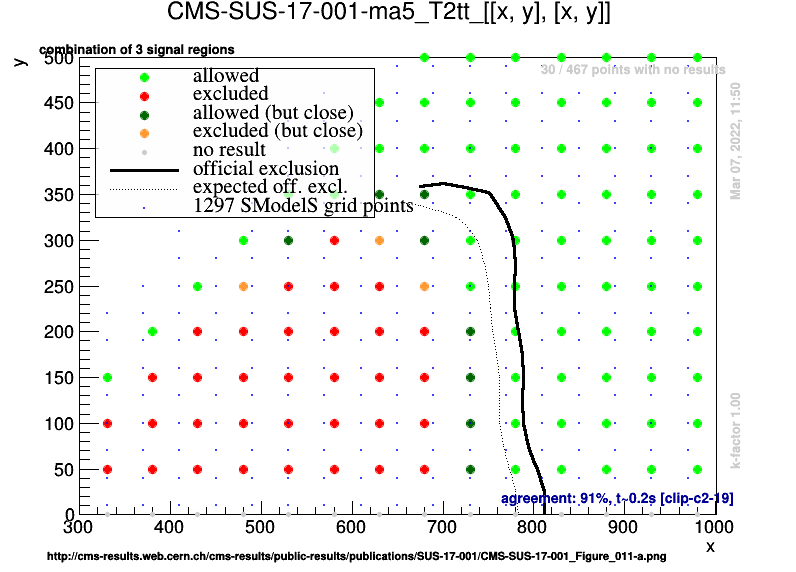 CMS-SUS-17-001-ma5_T2tt_[[x, y], [x, y]]
combination of 3 signal regions
y
30 / 467 points with no results
allowed
excluded
allowed (but close)
excluded (but close)
no result
official exclusion
expected off. excl.
1297 SModelS grid points
500
450
400
350
300
250
200
150
100
50
0
Mar 07, 2022, 11:50
k-factor 1.00
agreement: 91%, t~0.2s [clip-c2-19]
300 400 500 600 700 800 900 1000
x
http://cms-results.web.cern.ch/cms-results/public-results/publications/SUS-17-001/CMS-SUS-17-001_Figure_011-a.png